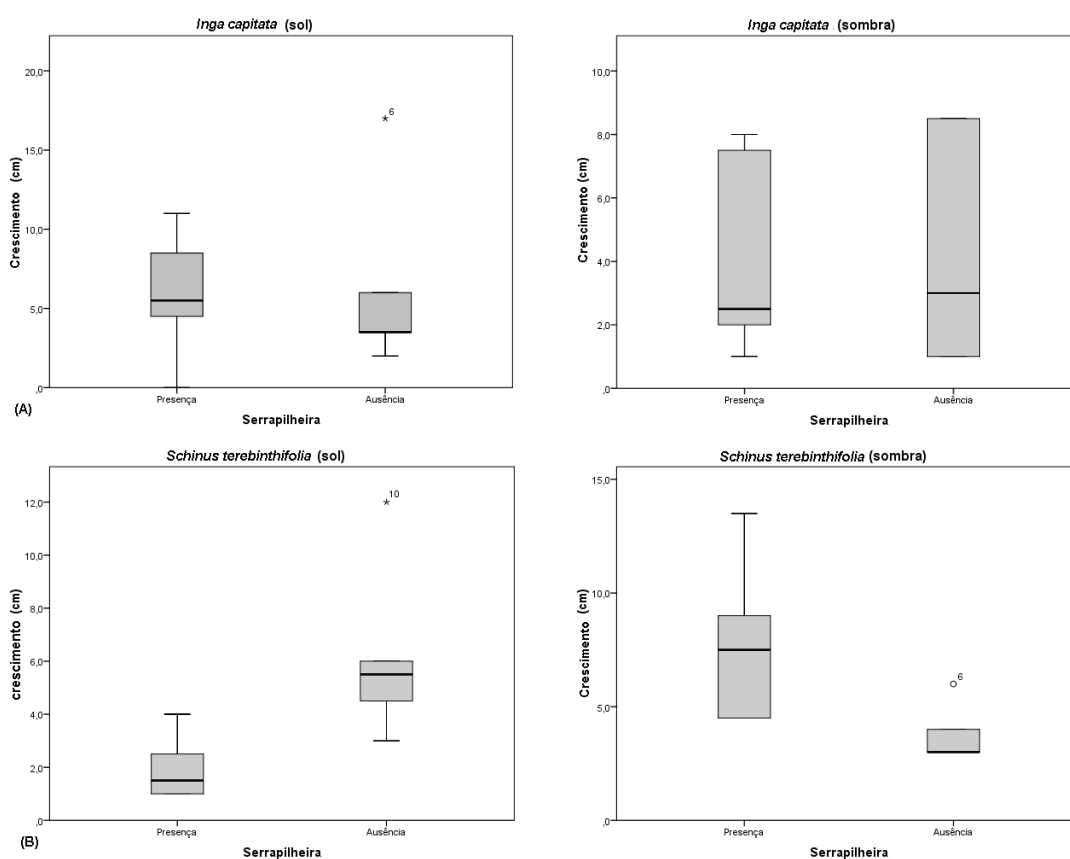 Inga capitata (sol)
Crescimento (cm)
20,0
15,0
10,0
5,0
,0
6
Presença
Ausência
Serrapilheira
(A)
Inga capitata (sombra)
Crescimento (cm)
10,0
8,0
6,0
4,0
2,0
,0
Presença
Ausência
Serrapilheira
Schinus terebinthifolia (sol)
crescimento (cm)
12,0
10,0
8,0
6,0
4,0
2,0
,0
10
Presença
Ausência
Serrapilheira
(B)
Schinus terebinthifolia (sombra)
Crescimento (cm)
15,0
10,0
5,0
,0
6
Presença
Ausência
Serrapilheira